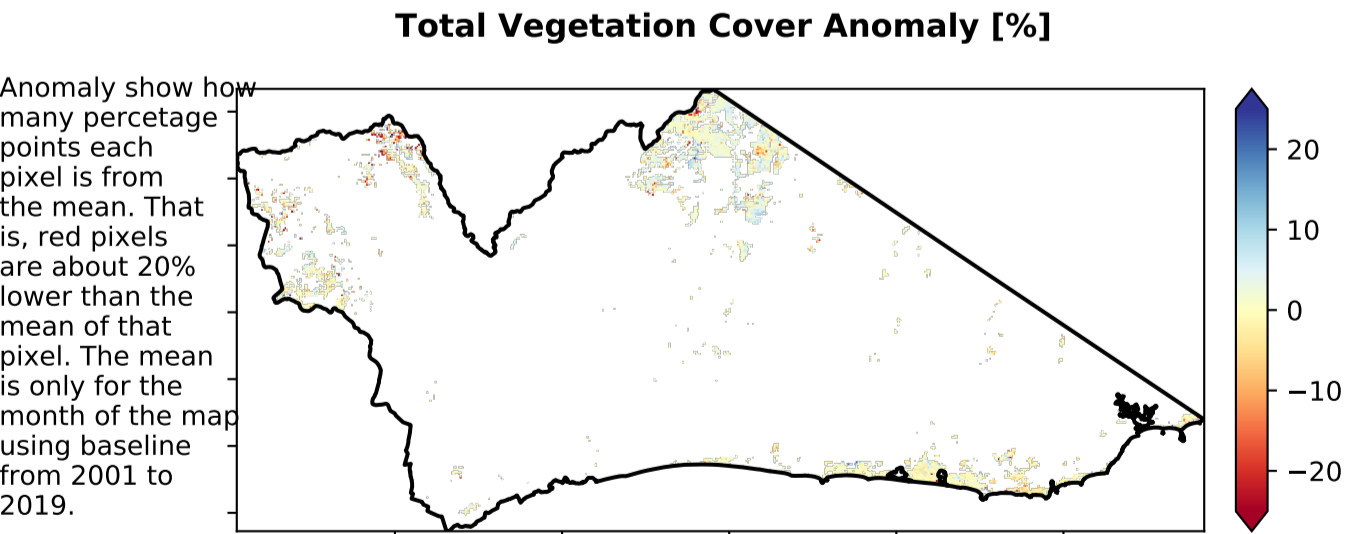 Total Vegetation Cover Anomaly [%]
Anomaly show how
many percetage
points each
pixel is from
the mean. That
is, red pixels
are about 20%
lower than the
mean of that
pixel. The mean
is only for the
month of the map
using baseline
from 2001 to
2019.
20
10
0
−10
−20